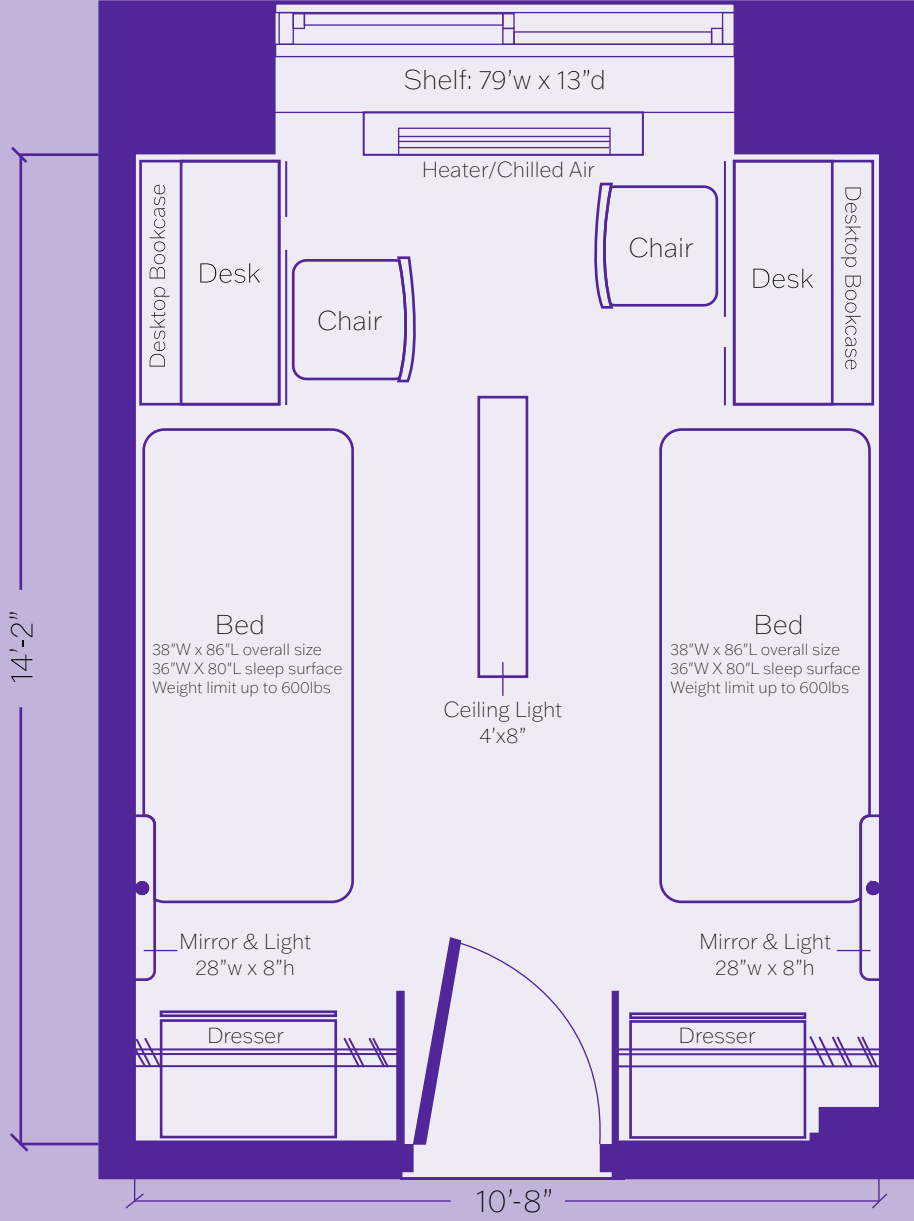 Shelf: 79’w x 13”d
Heater/Chilled Air
Desktop Bookcase
Desk
Chair
Chair
Desk
Desktop Bookcase
14’-2”
Bed
38”W x 86”L overall size
36”W X 80”L sleep surface
Weight limit up to 600lbs
Bed
38”W x 86”L overall size
36”W X 80”L sleep surface
Weight limit up to 600lbs
Ceiling Light
4’x8”
Mirror & Light
28”w x 8”h
Mirror & Light
28”w x 8”h
Dresser
Dresser
10’-8”